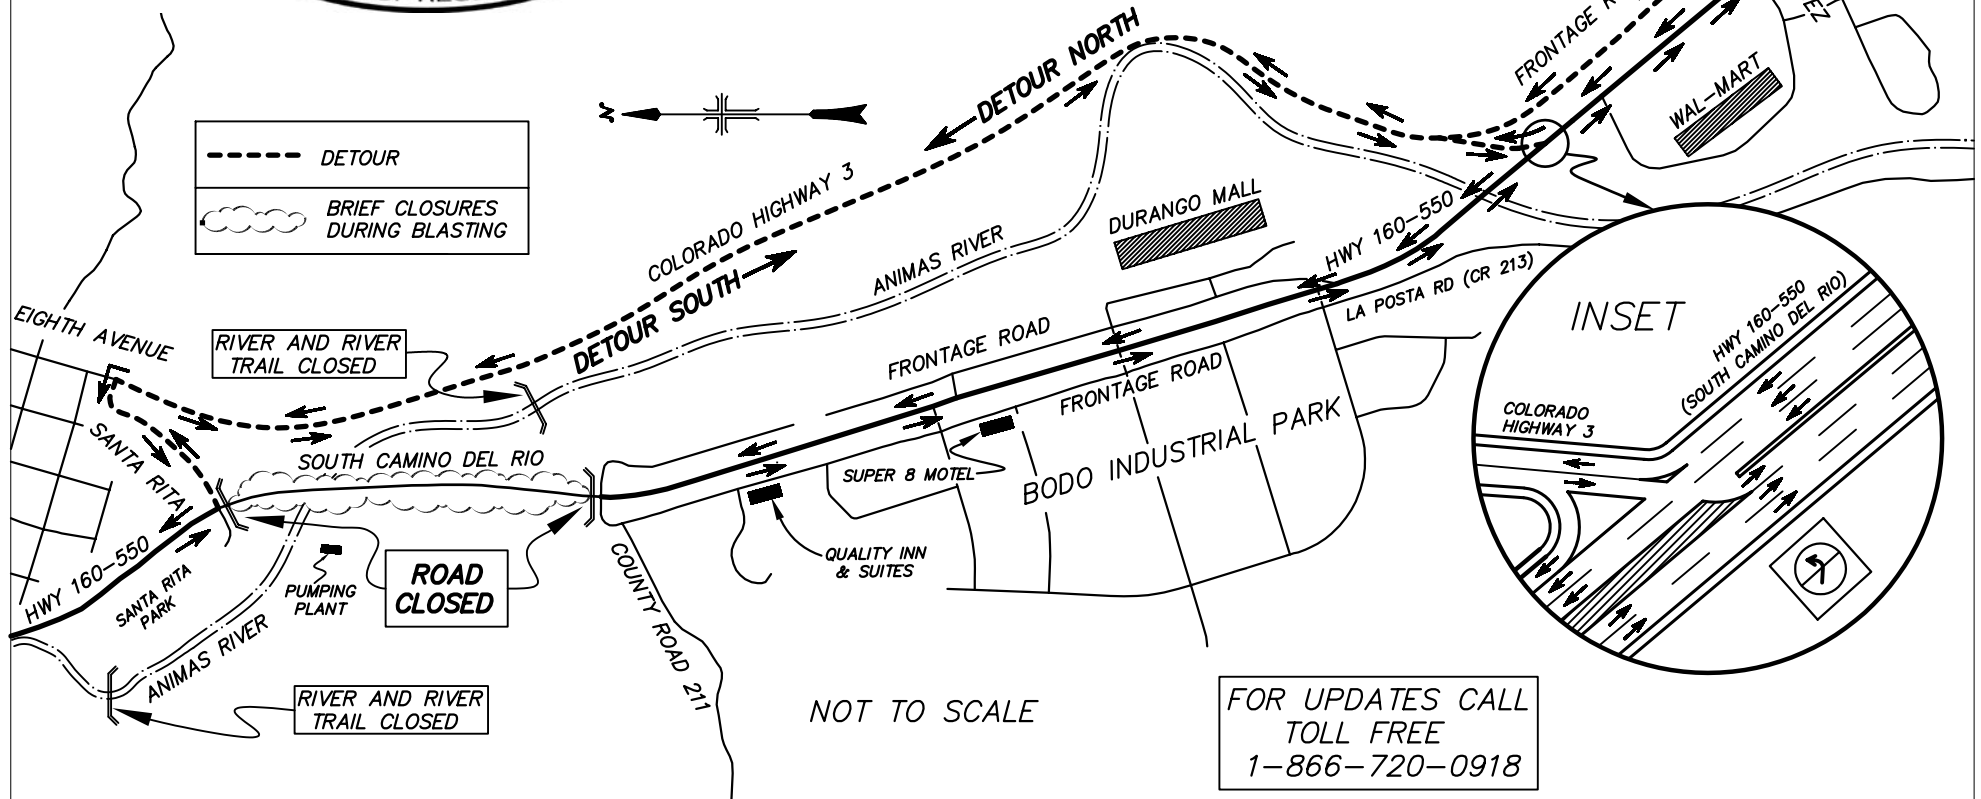 DETOUR NORTH
FRONTAGE
WAL-MART
EZ
N
DETOUR
BRIEF CLOSURES
DURING BLASTING
COLORADO HIGHWAY 3
DETOUR SOUTH
ANIMAS RIVER
DURANGO MALL
HWY 160-550
LA POSTA RD (CR 213)
EIGHTH AVENUE
RIVER AND RIVER
TRAIL CLOSED
FRONTAGE ROAD
FRONTAGE ROAD
INSET
HWY 160-550
(SOUTH CAMINO DEL RIO)
COLORADO
HIGHWAY 3
SANTA RITA
SOUTH CAMINO DEL RIO
SUPER 8 MOTEL
BODO INDUSTRIAL PARK
HWY 160-550
SANTA RITA
PARK
PUMPING
PLANT
ROAD
CLOSED
QUALITY INN
& SUITES
COUNTY ROAD 211
ANIMAS RIVER
RIVER AND RIVER
TRAIL CLOSED
NOT TO SCALE
FOR UPDATES CALL
TOLL FREE
1-866-720-0918